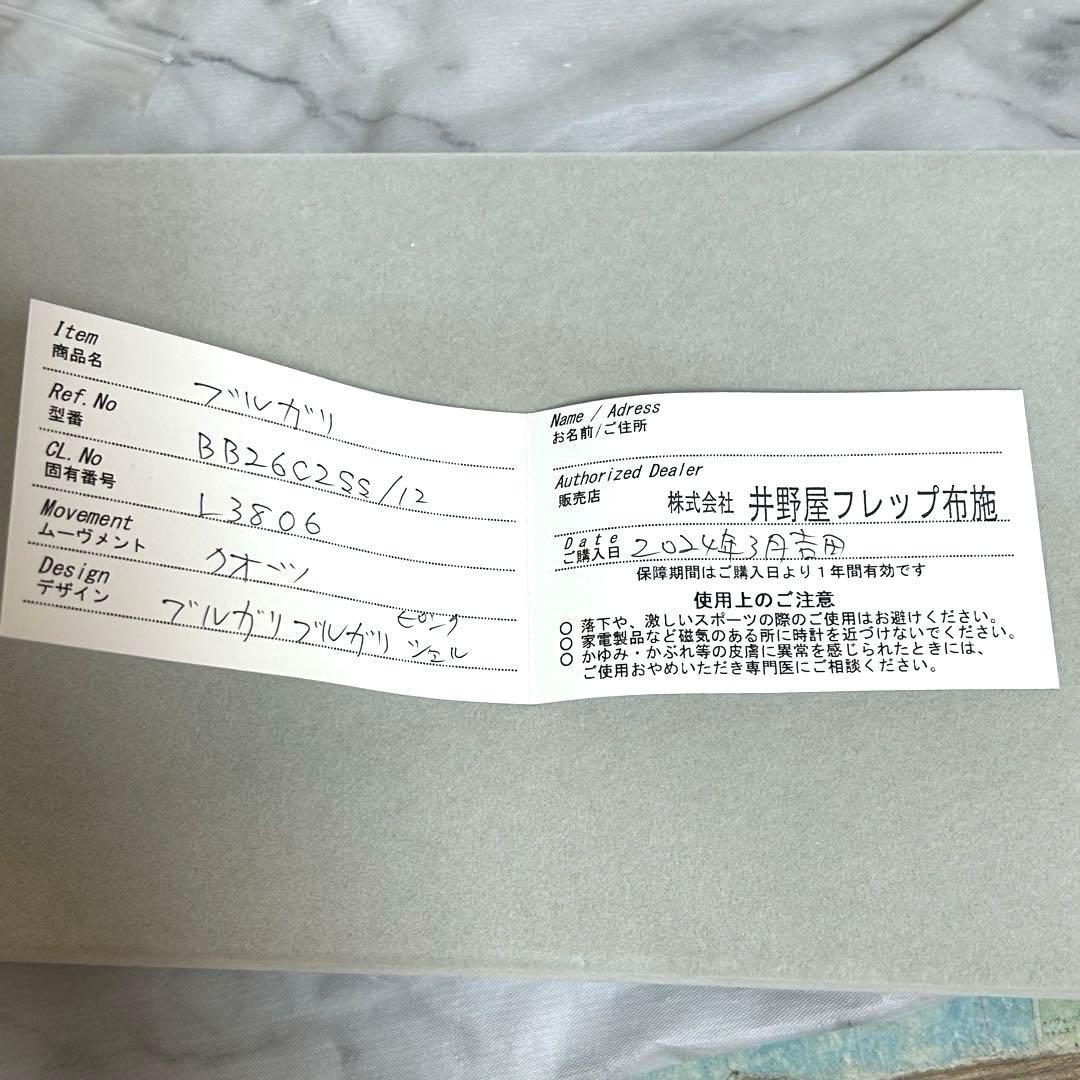 Item
商品名
ブルガリ
Ref.No
型番
BB26C2SS/12
CL.No
固有番号
L3806
Movement
ムーヴメント
クオーツ
Design
デザイン
ブルガリブルガリ ピンクシェル
Name / Adress
お名前/ご住所
Authorized Dealer
販売店
株式会社 井野屋フレップ布施
Date
ご購入日
2024年3月吉日
保障期間はご購入日より1年間有効です
使用上のご注意
○ 落下や、激しいスポーツの際のご使用はお避けください。
○ 家電製品など磁気のある所に時計を近づけないでください。
○ かゆみ・かぶれ等の皮膚に異常を感じられたときには、
ご使用おやめいただき専門医にご相談ください。